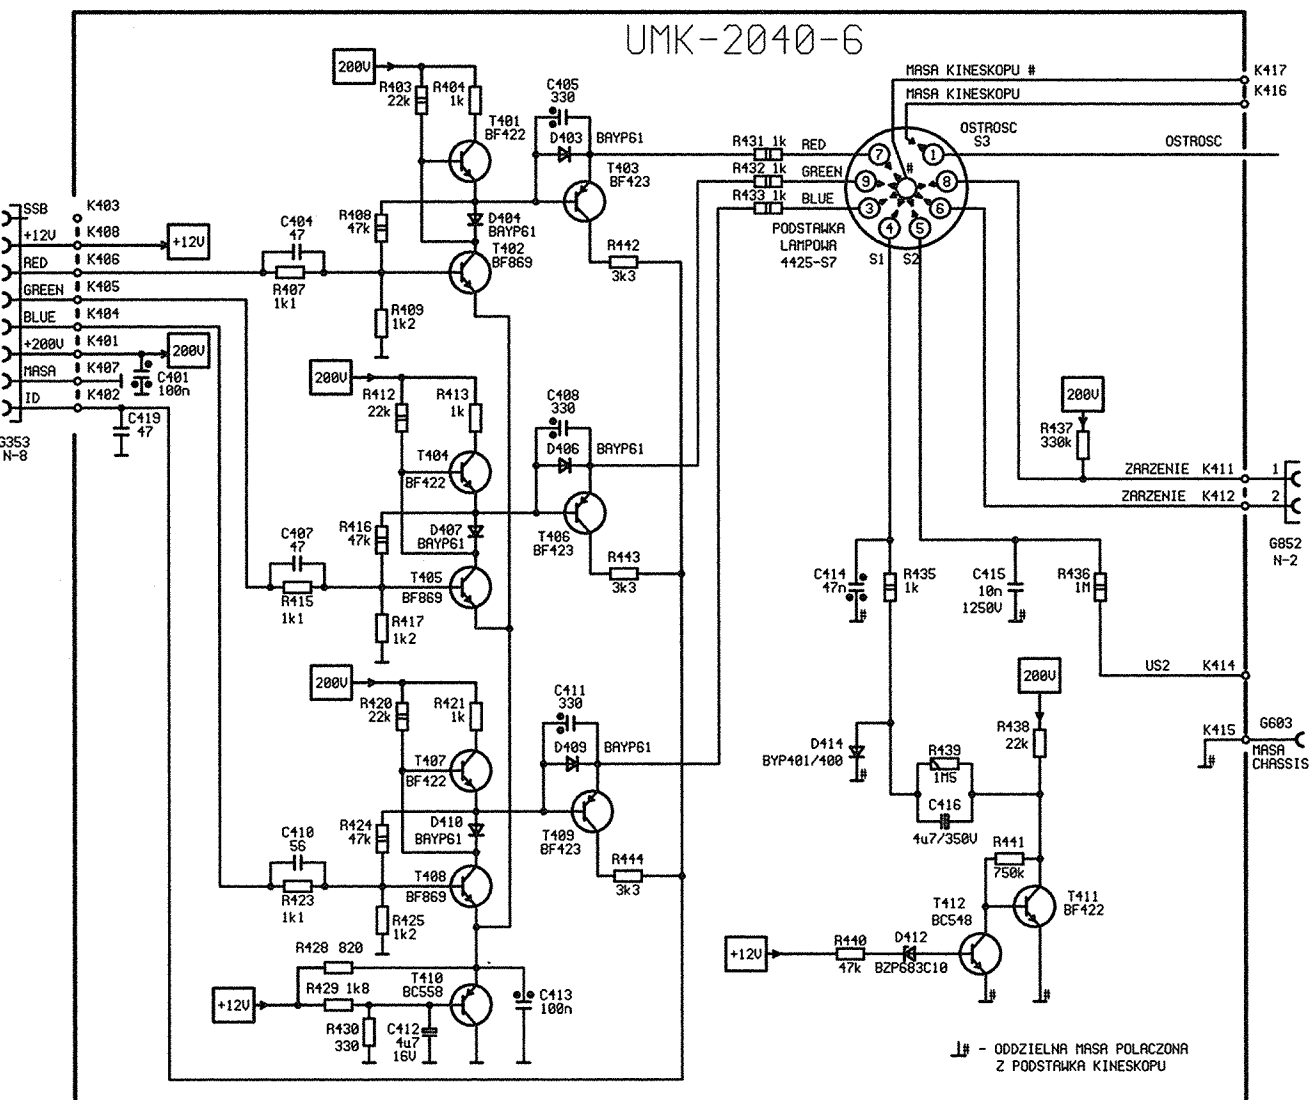 UMK-2040-6
200V
R403
22k
R404
1k
T401
BF422
C405
330
D403
BAYP61
T403
BF423
R431 1k
RED
R432 1k
GREEN
R433 1k
BLUE
MASA KINESKOPU #
K417
MASA KINESKOPU
K416
OSTROSC
S3
OSTROSC
7
1
9
8
3
6
4
5
#
PODSTAWKA
LAMPOWA
4425-S7
S1
S2
SSB
K403
+12V
K408
+12V
RED
K406
GREEN
K405
BLUE
K404
+200V
K401
200V
MASA
K407
C401
100n
ID
K402
C419
47
G353
N-8
C404
47
R407
1k1
R408
47k
R409
1k2
D404
BAYP61
T402
BF869
R442
3k3
200V
R412
22k
R413
1k
T404
BF422
C408
330
D406
BAYP61
T406
BF423
R443
3k3
C407
47
R415
1k1
R416
47k
R417
1k2
D407
BAYP61
T405
BF869
200V
R420
22k
R421
1k
T407
BF422
C411
330
D409
BAYP61
T409
BF423
R444
3k3
C410
56
R423
1k1
R424
47k
R425
1k2
D410
BAYP61
T408
BF869
R428 820
R429 1k8
+12V
R430
330
C412
4u7
16V
T410
BC558
C413
100n
200V
R437
330k
ZARZENIE K411
1
ZARZENIE K412
2
G852
N-2
C414
47n
#
R435
1k
C415
10n
1250V
#
R436
1M
US2
K414
200V
R438
22k
K415
#
G603
MASA
CHASSIS
D414
BYP401/400
#
R439
1M5
C416
4u7/350V
R441
750k
T412
BC548
T411
BF422
+12V
R440
47k
D412
BZP683C10
#
#
# - ODDZIELNA MASA POLACZONA
Z PODSTAWKA KINESKOPU